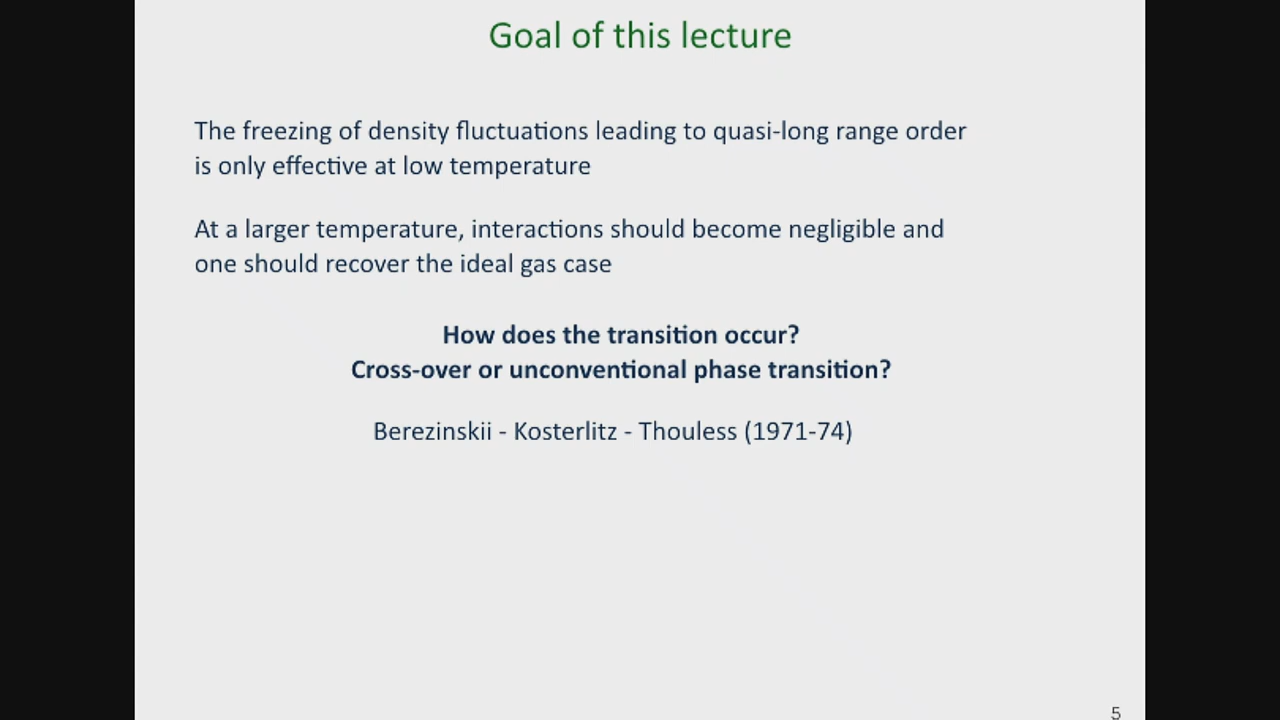 Goal of this lecture
The freezing of density fluctuations leading to quasi-long range order
is only effective at low temperature
At a larger temperature, interactions should become negligible and
one should recover the ideal gas case
How does the transition occur?
Cross-over or unconventional phase transition?
Berezinskii - Kosterlitz - Thouless (1971-74)
5